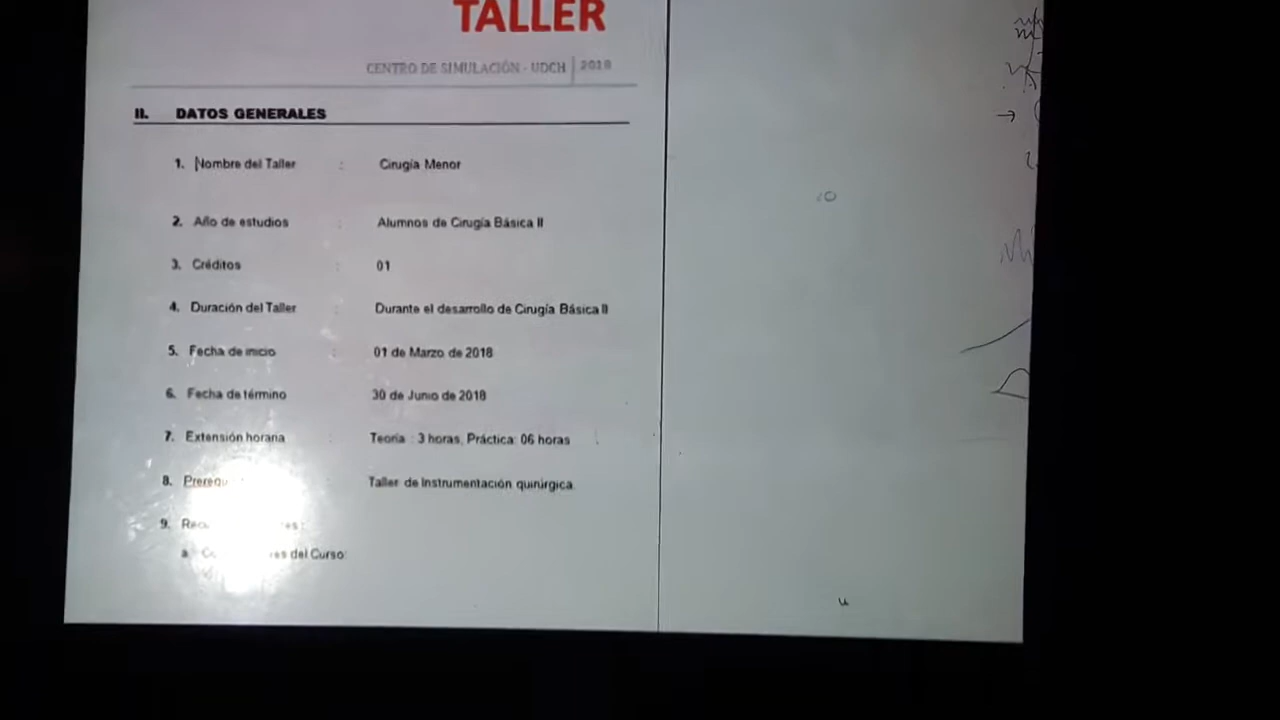 TALLER
CENTRO DE SIMULACIÓN - UDCH | 2018
II. DATOS GENERALES
1. Nombre del Taller : Cirugía Menor
2. Año de estudios : Alumnos de Cirugía Básica II
3. Créditos : 01
4. Duración del Taller : Durante el desarrollo de Cirugía Básica II
5. Fecha de inicio : 01 de Marzo de 2018
6. Fecha de término : 30 de Junio de 2018
7. Extensión horaria : Teoría : 3 horas, Práctica: 06 horas
8. : Taller de Instrumentación quirúrgica.
9.
a. del Curso: